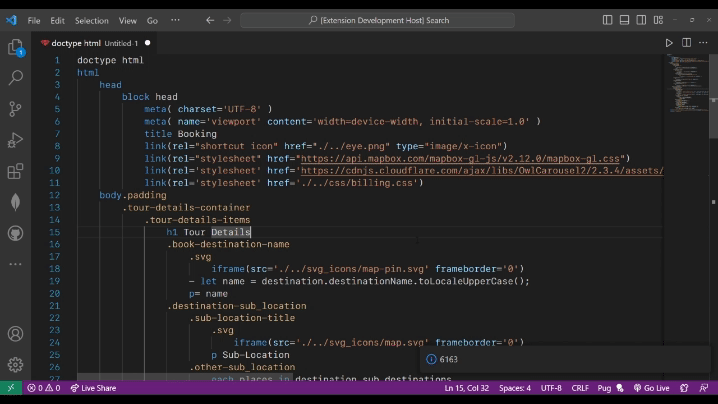 File Edit Selection View Go ··· [Extension Development Host] Search
doctype html Untitled-1
1 doctype html
2 html
3 head
4 block head
5 meta( charset='UTF-8' )
6 meta( name='viewport' content='width=device-width, initial-scale=1.0' )
7 title Booking
8 link(rel="shortcut icon" href="./../eye.png" type="image/x-icon")
9 link(rel="stylesheet" href="https://api.mapbox.com/mapbox-gl-js/v2.12.0/mapbox-gl.css")
10 link(rel='stylesheet' href='https://cdnjs.cloudflare.com/ajax/libs/OwlCarousel2/2.3.4/assets/
11 link(rel='stylesheet' href='./../css/billing.css')
12 body.padding
13 .tour-details-container
14 .tour-details-items
15 h1 Tour Details
16 .book-destination-name
17 .svg
18 iframe(src='./../svg_icons/map-pin.svg' frameborder='0')
19 - let name = destination.destinationName.toLocaleUpperCase();
20 p= name
21 .destination-sub_location
22 .sub-location-title
23 .svg
24 iframe(src='./../svg_icons/map.svg' frameborder='0')
25 p Sub-Location
26 .other-sub_location
27 each places in destination.sub_destinations
1
6163
0 0 Live Share Ln 15, Col 32 Spaces: 4 UTF-8 CRLF Pug Go Live